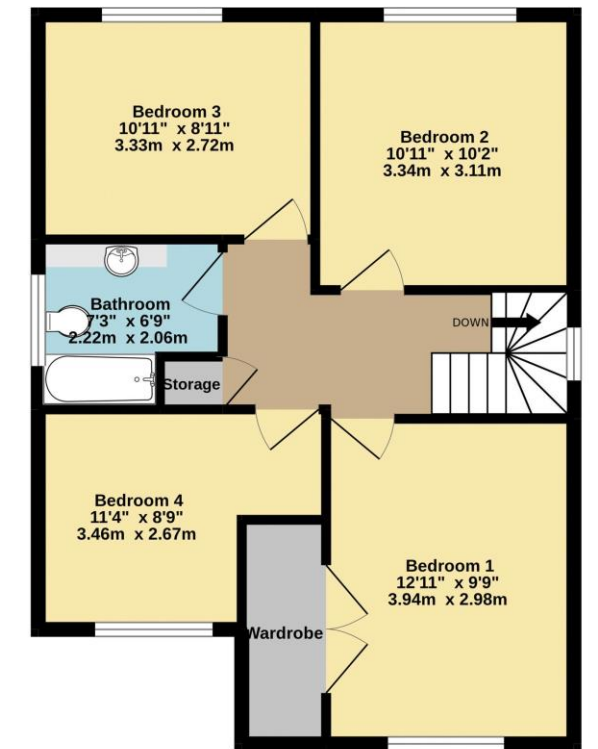 Bedroom 3
10'11" x 8'11"
3.33m x 2.72m
Bedroom 2
10'11" x 10'2"
3.34m x 3.11m
Bathroom
7'3" x 6'9"
2.22m x 2.06m
DOWN
Storage
Bedroom 4
11'4" x 8'9"
3.46m x 2.67m
Bedroom 1
12'11" x 9'9"
3.94m x 2.98m
Wardrobe